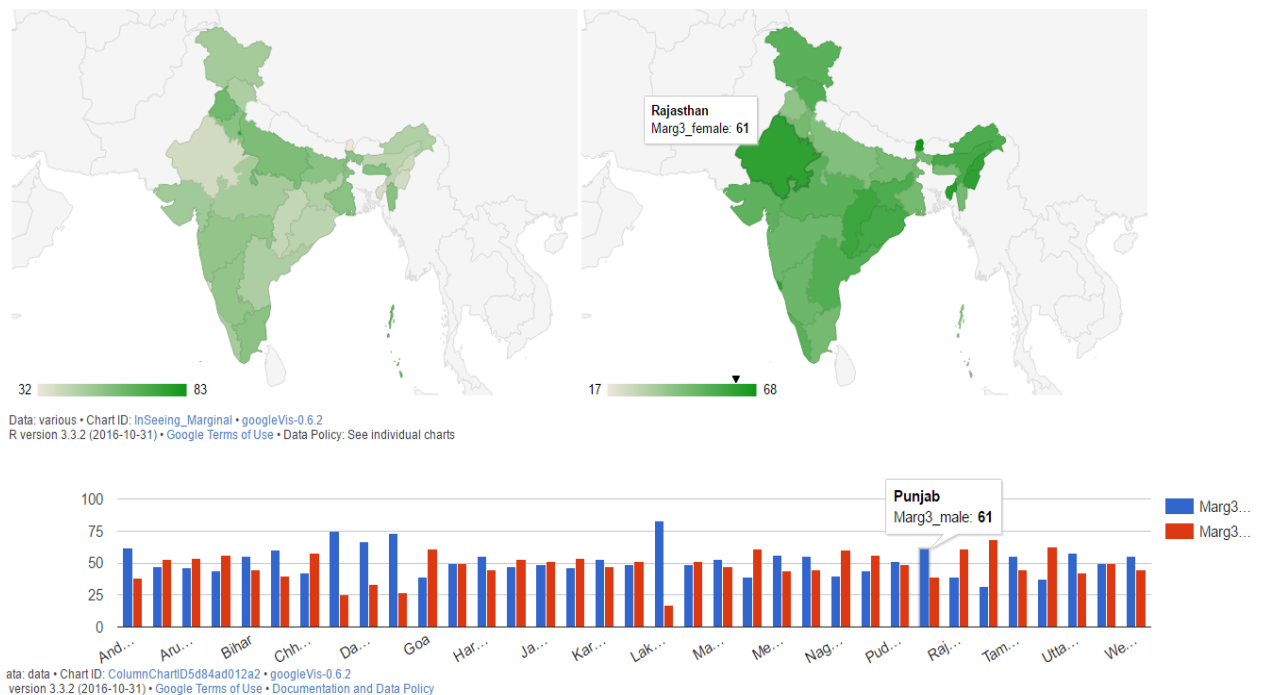 Rajasthan
Marg3_female: 61
32 83
17 68
Data: various • Chart ID: InSeeing_Marginal • googleVis-0.6.2
R version 3.3.2 (2016-10-31) • Google Terms of Use • Data Policy: See individual charts
Punjab
Marg3_male: 61
100
75
50
25
0
Marg3...
Marg3...
And... Aru... Bihar Chh... Da... Goa Har... Ja... Kar... Lak... Ma... Me... Nag... Pud... Raj... Tam... Utta... We...
ata: data • Chart ID: ColumnChartID5d84ad012a2 • googleVis-0.6.2
version 3.3.2 (2016-10-31) • Google Terms of Use • Documentation and Data Policy